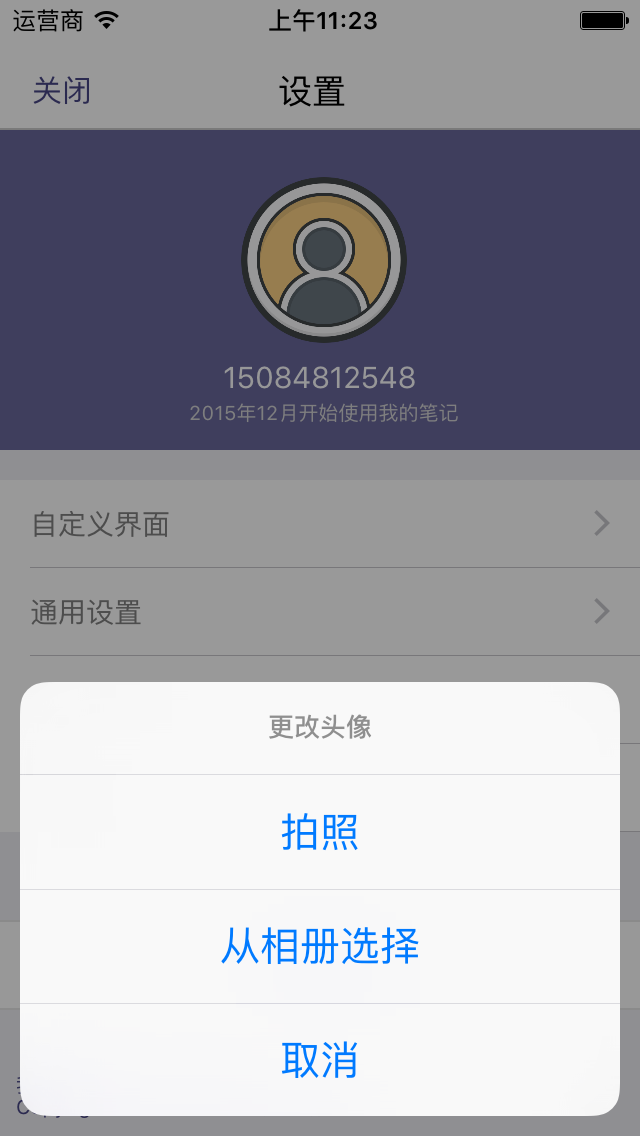 运营商 上午11:23
关闭 设置
15084812548
2015年12月开始使用我的笔记
自定义界面
通用设置
更改头像
拍照
从相册选择
取消